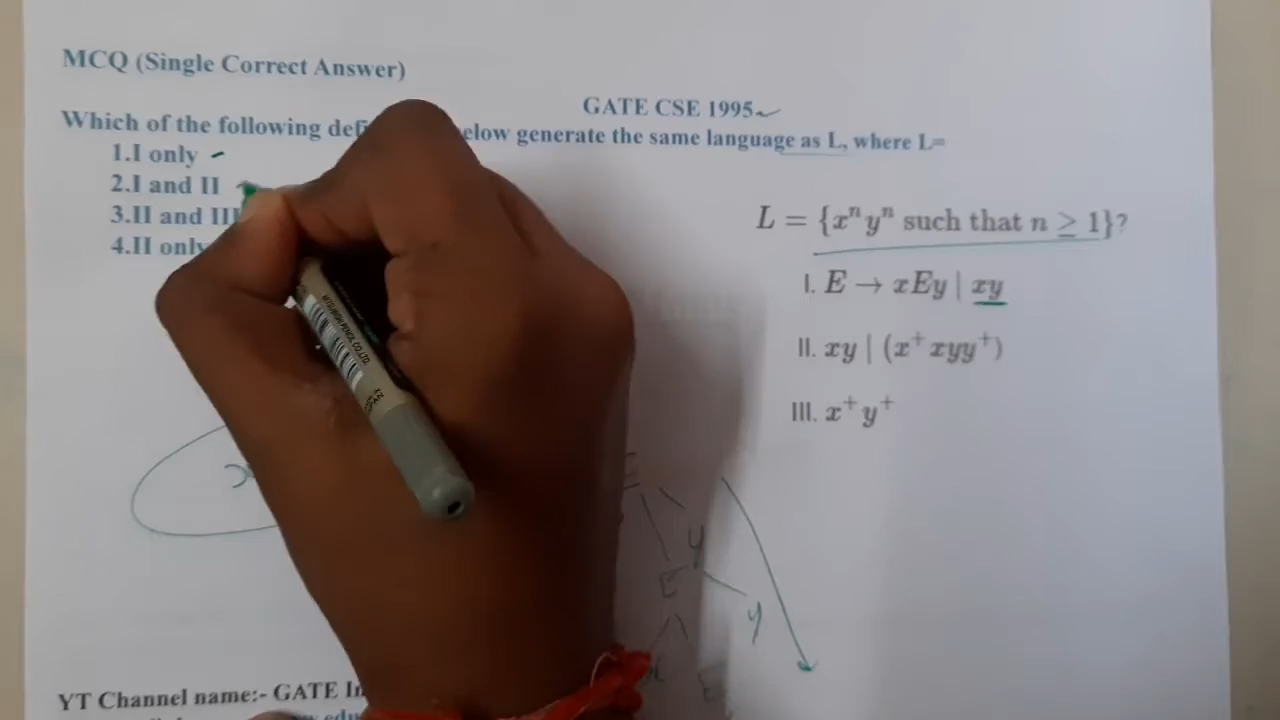 MCQ (Single Correct Answer)
GATE CSE 1995
Which of the following def elow generate the same language as L, where L=
1.I only
2.I and II
3.II and III
4.II only
L = {xⁿyⁿ such that n ≥ 1}?
I. E → xEy | xy
II. xy | (x⁺xyy⁺)
III. x⁺y⁺
x
E
y
E
y
x
E
YT Channel name:- GATE In